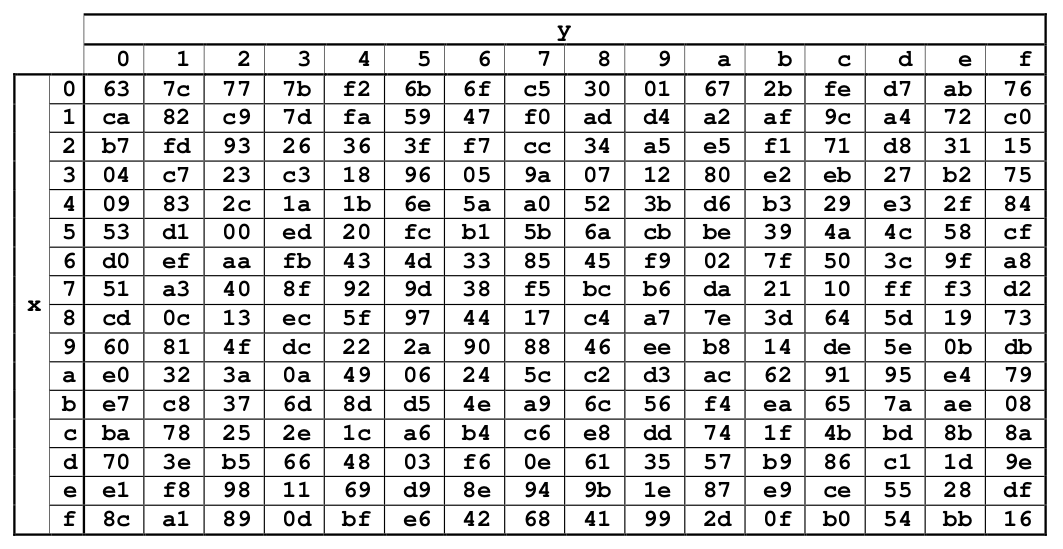 y
0 1 2 3 4 5 6 7 8 9 a b c d e f
0 63 7c 77 7b f2 6b 6f c5 30 01 67 2b fe d7 ab 76
1 ca 82 c9 7d fa 59 47 f0 ad d4 a2 af 9c a4 72 c0
2 b7 fd 93 26 36 3f f7 cc 34 a5 e5 f1 71 d8 31 15
3 04 c7 23 c3 18 96 05 9a 07 12 80 e2 eb 27 b2 75
4 09 83 2c 1a 1b 6e 5a a0 52 3b d6 b3 29 e3 2f 84
5 53 d1 00 ed 20 fc b1 5b 6a cb be 39 4a 4c 58 cf
6 d0 ef aa fb 43 4d 33 85 45 f9 02 7f 50 3c 9f a8
7 51 a3 40 8f 92 9d 38 f5 bc b6 da 21 10 ff f3 d2
x
8 cd 0c 13 ec 5f 97 44 17 c4 a7 7e 3d 64 5d 19 73
9 60 81 4f dc 22 2a 90 88 46 ee b8 14 de 5e 0b db
a e0 32 3a 0a 49 06 24 5c c2 d3 ac 62 91 95 e4 79
b e7 c8 37 6d 8d d5 4e a9 6c 56 f4 ea 65 7a ae 08
c ba 78 25 2e 1c a6 b4 c6 e8 dd 74 1f 4b bd 8b 8a
d 70 3e b5 66 48 03 f6 0e 61 35 57 b9 86 c1 1d 9e
e e1 f8 98 11 69 d9 8e 94 9b 1e 87 e9 ce 55 28 df
f 8c a1 89 0d bf e6 42 68 41 99 2d 0f b0 54 bb 16